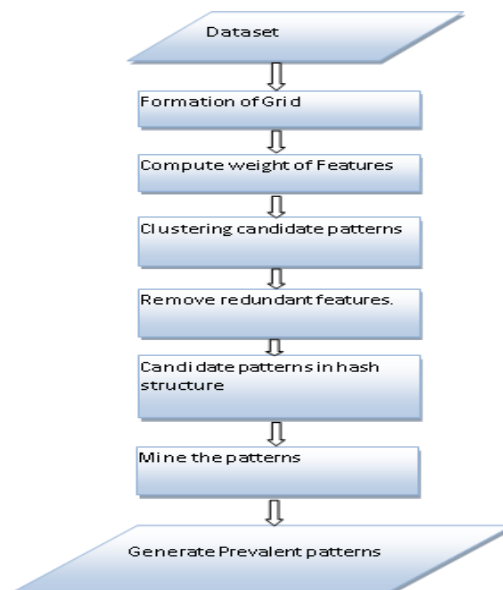 Dataset
Formation of Grid
Compute weight of Features
Clustering candidate patterns
Remove redundant features.
Candidate patterns in hash
structure
Mine the patterns
Generate Prevalent patterns